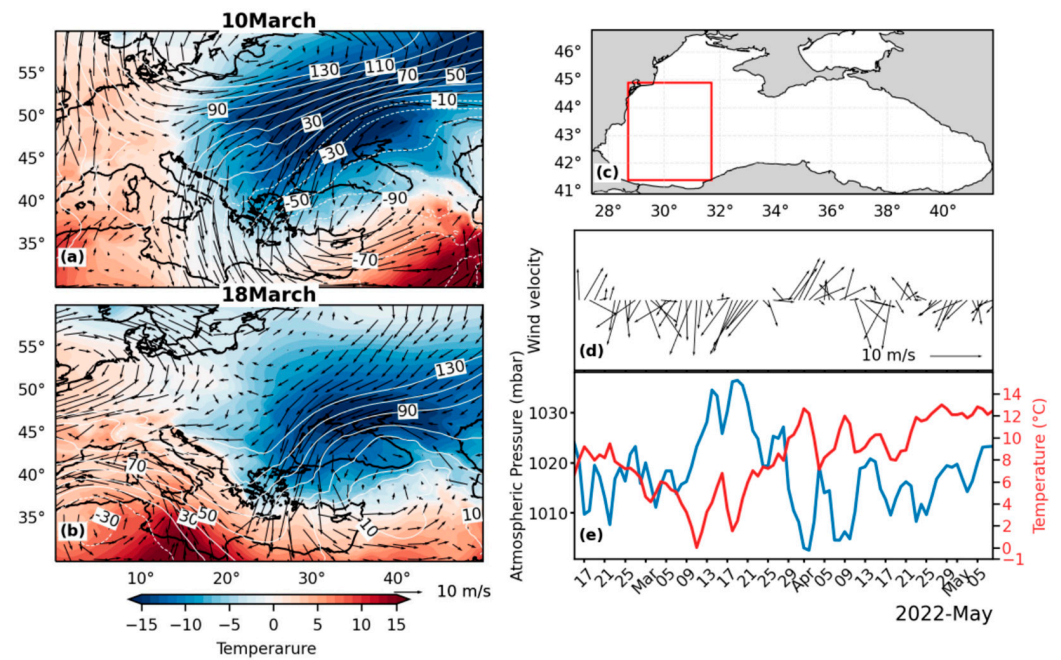 10March
55°
50°
45°
40°
35°
130
110
70
50
-10
90
30
-30
-50
-90
-70
(a)
18March
55°
50°
45°
40°
35°
130
90
70
-30
30
50
10
10
(b)
10° 20° 30° 40°
10 m/s
−15 −10 −5 0 5 10 15
Temperarure
46°
45°
44°
43°
42°
41°
(c)
28° 30° 32° 34° 36° 38° 40°
Wind velocity
(d)
10 m/s
Atmospheric Pressure (mbar)
1030
1020
1010
(e)
14
12
10
8
6
4
2
0
−1
Temperature (°C)
17 21 25 Mar 05 09 13 17 21 25 29 Apr 05 09 13 17 21 25 29 May 05
2022-May